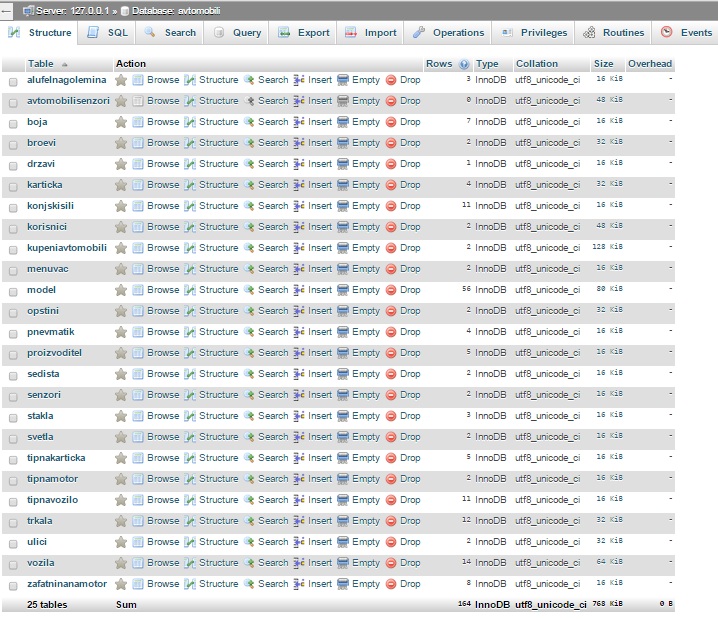 Server: 127.0.0.1 » Database: avtomobili
Structure SQL Search Query Export Import Operations Privileges Routines Events
Table Action Rows Type Collation Size Overhead
alufelnagolemina Browse Structure Search Insert Empty Drop 3 InnoDB utf8_unicode_ci 16 KiB -
avtomobilisenzori Browse Structure Search Insert Empty Drop 0 InnoDB utf8_unicode_ci 48 KiB -
boja Browse Structure Search Insert Empty Drop 7 InnoDB utf8_unicode_ci 16 KiB -
broevi Browse Structure Search Insert Empty Drop 2 InnoDB utf8_unicode_ci 32 KiB -
drzavi Browse Structure Search Insert Empty Drop 1 InnoDB utf8_unicode_ci 16 KiB -
karticka Browse Structure Search Insert Empty Drop 4 InnoDB utf8_unicode_ci 32 KiB -
konjskisili Browse Structure Search Insert Empty Drop 11 InnoDB utf8_unicode_ci 16 KiB -
korisnici Browse Structure Search Insert Empty Drop 2 InnoDB utf8_unicode_ci 48 KiB -
kupeniavtomobili Browse Structure Search Insert Empty Drop 2 InnoDB utf8_unicode_ci 128 KiB -
menuvac Browse Structure Search Insert Empty Drop 2 InnoDB utf8_unicode_ci 16 KiB -
model Browse Structure Search Insert Empty Drop 56 InnoDB utf8_unicode_ci 80 KiB -
opstini Browse Structure Search Insert Empty Drop 2 InnoDB utf8_unicode_ci 32 KiB -
pnevmatik Browse Structure Search Insert Empty Drop 4 InnoDB utf8_unicode_ci 16 KiB -
proizvoditel Browse Structure Search Insert Empty Drop 5 InnoDB utf8_unicode_ci 16 KiB -
sedista Browse Structure Search Insert Empty Drop 2 InnoDB utf8_unicode_ci 16 KiB -
senzori Browse Structure Search Insert Empty Drop 2 InnoDB utf8_unicode_ci 16 KiB -
stakla Browse Structure Search Insert Empty Drop 3 InnoDB utf8_unicode_ci 16 KiB -
svetla Browse Structure Search Insert Empty Drop 2 InnoDB utf8_unicode_ci 16 KiB -
tipnakarticka Browse Structure Search Insert Empty Drop 5 InnoDB utf8_unicode_ci 16 KiB -
tipnamotor Browse Structure Search Insert Empty Drop 2 InnoDB utf8_unicode_ci 16 KiB -
tipnavozilo Browse Structure Search Insert Empty Drop 11 InnoDB utf8_unicode_ci 16 KiB -
trkala Browse Structure Search Insert Empty Drop 12 InnoDB utf8_unicode_ci 32 KiB -
ulici Browse Structure Search Insert Empty Drop 2 InnoDB utf8_unicode_ci 32 KiB -
vozila Browse Structure Search Insert Empty Drop 14 InnoDB utf8_unicode_ci 64 KiB -
zafatninanamotor Browse Structure Search Insert Empty Drop 8 InnoDB utf8_unicode_ci 16 KiB -
25 tables Sum 164 InnoDB utf8_unicode_ci 768 KiB 0 B